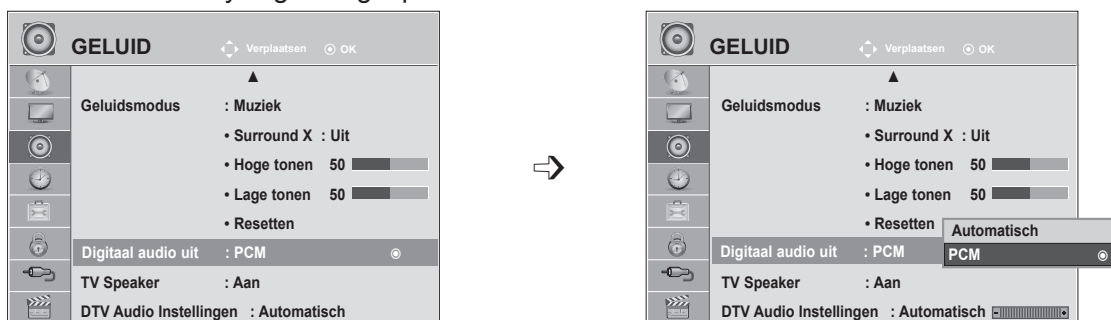 GELUID Verplaatsen OK
Geluidsmodus : Muziek
• Surround X : Uit
• Hoge tonen 50
• Lage tonen 50
• Resetten
Digitaal audio uit : PCM
TV Speaker : Aan
DTV Audio Instellingen : Automatisch
GELUID Verplaatsen OK
Geluidsmodus : Muziek
• Surround X : Uit
• Hoge tonen 50
• Lage tonen 50
• Resetten
Automatisch
Digitaal audio uit : PCM
PCM
TV Speaker : Aan
DTV Audio Instellingen : Automatisch